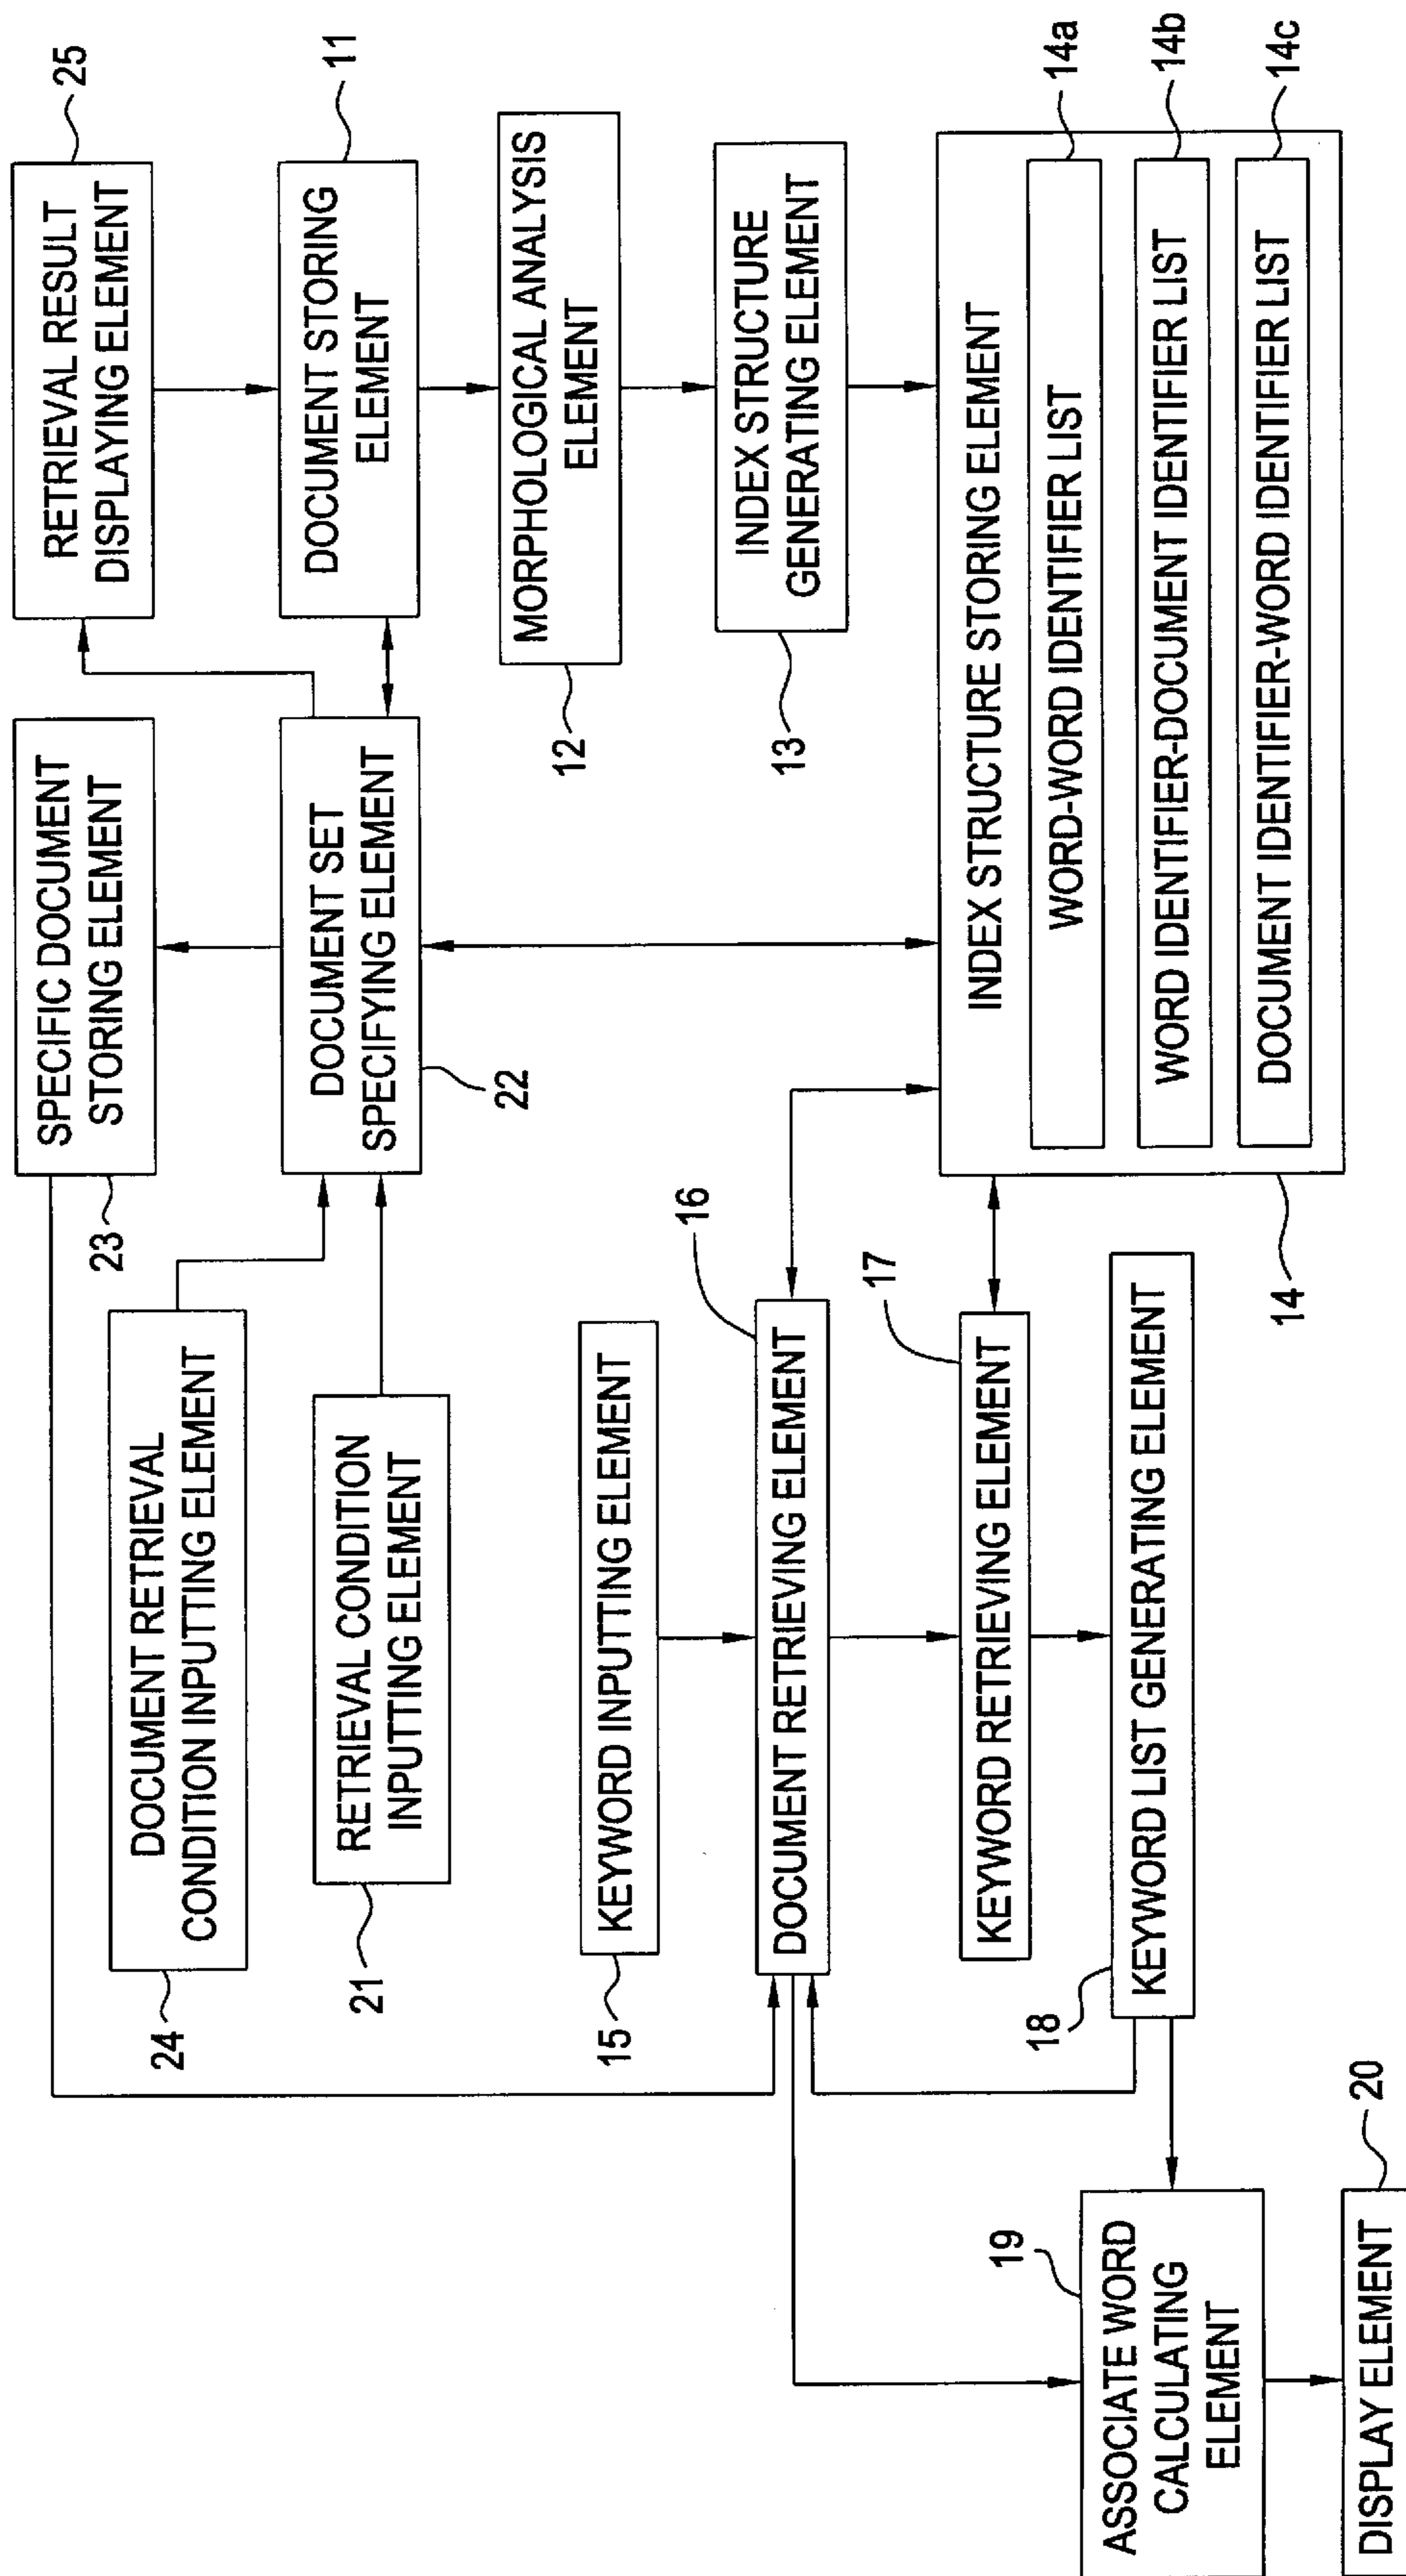 24
DOCUMENT RETRIEVAL
CONDITION INPUTTING ELEMENT
23
SPECIFIC DOCUMENT
STORING ELEMENT
25
RETRIEVAL RESULT
DISPLAYING ELEMENT
21
RETRIEVAL CONDITION
INPUTTING ELEMENT
22
DOCUMENT SET
SPECIFYING ELEMENT
11
DOCUMENT STORING
ELEMENT
15
KEYWORD INPUTTING ELEMENT
12
MORPHOLOGICAL ANALYSIS
ELEMENT
16
DOCUMENT RETRIEVING ELEMENT
13
INDEX STRUCTURE
GENERATING ELEMENT
17
KEYWORD RETRIEVING ELEMENT
14
INDEX STRUCTURE STORING ELEMENT
WORD-WORD IDENTIFIER LIST
14a
WORD IDENTIFIER-DOCUMENT IDENTIFIER LIST
14b
DOCUMENT IDENTIFIER-WORD IDENTIFIER LIST
14c
18
KEYWORD LIST GENERATING ELEMENT
19
ASSOCIATE WORD
CALCULATING
ELEMENT
20
DISPLAY ELEMENT